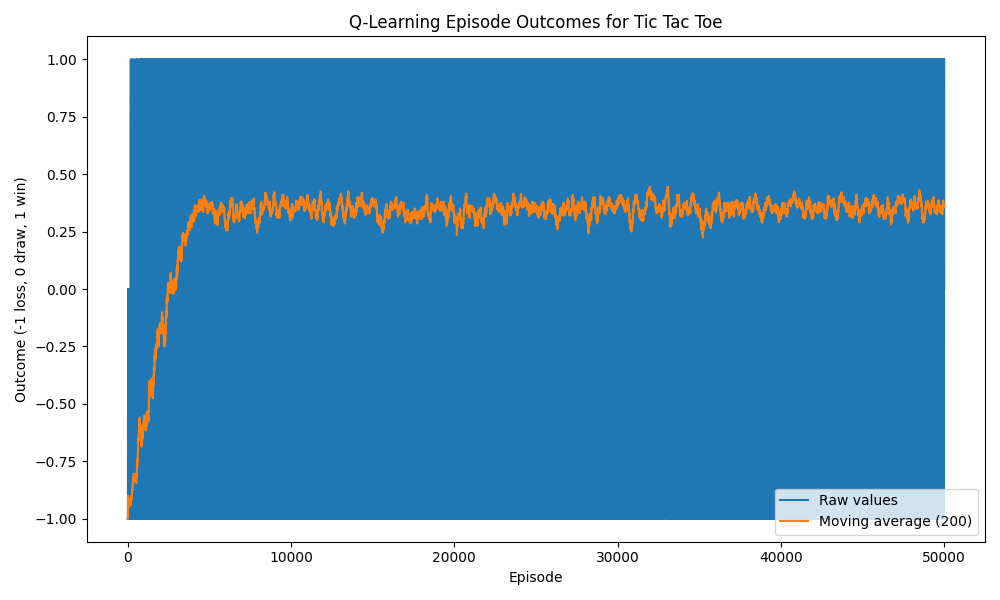 Q-Learning Episode Outcomes for Tic Tac Toe
Outcome (-1 loss, 0 draw, 1 win)
1.00
0.75
0.50
0.25
0.00
−0.25
−0.50
−0.75
−1.00
Raw values
Moving average (200)
0 10000 20000 30000 40000 50000
Episode